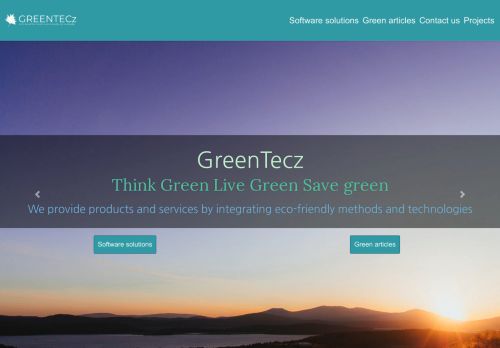 GREENTECz
Software solutions Green articles Contact us Projects
GreenTecz
Think Green Live Green Save green
We provide products and services by integrating eco-friendly methods and technologies
Software solutions
Green articles